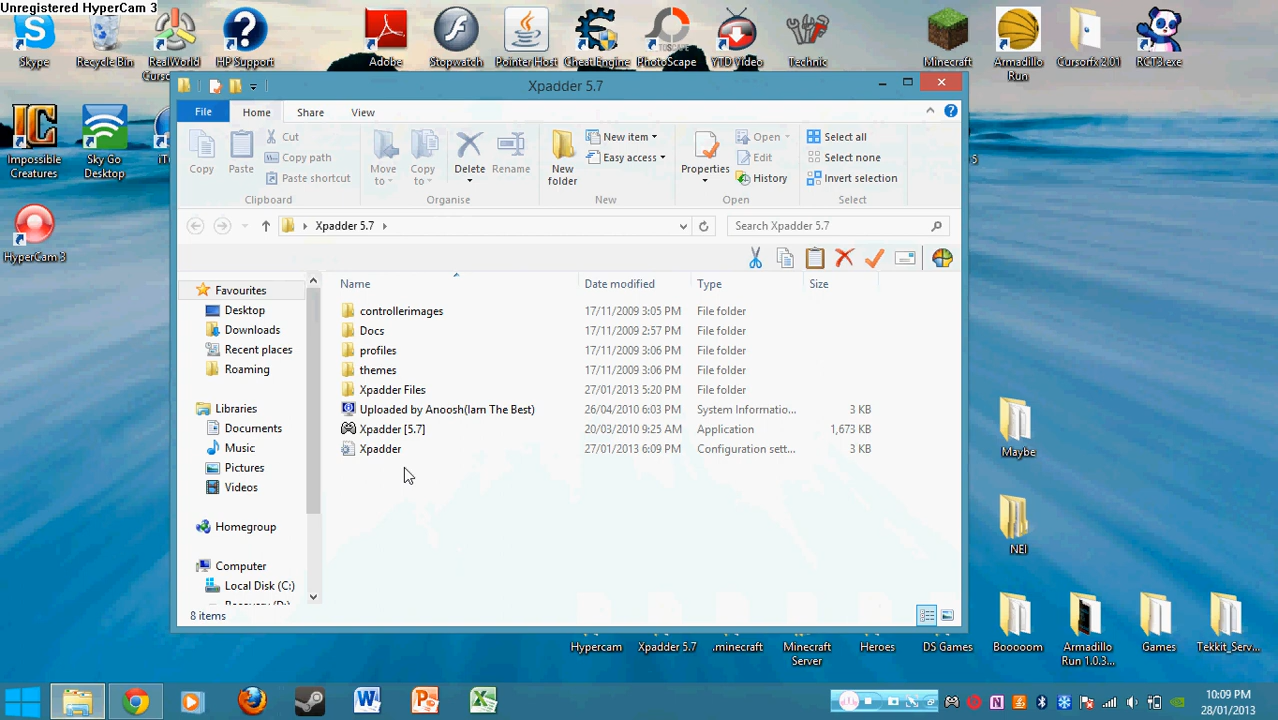 Unregistered HyperCam 3
Skype
Recycle Bin
RealWorld
Curso
HP Support
Adobe
Stopwatch
PointerHost
Cheat Engine
PhotoScape
YTD Video
Technic
Minecraft
Armadillo
Run
Cursorfx 2.01
RCT3.exe
Impossible
Creatures
Sky Go
Desktop
HyperCam 3
Xpadder 5.7
File
Home
Share
View
Copy
Paste
Cut
Copy path
Paste shortcut
Move
to
Copy
to
Delete
Rename
New
folder
New item
Easy access
Properties
Open
Edit
History
Select all
Select none
Invert selection
Clipboard
Organise
New
Open
Select
Xpadder 5.7
Search Xpadder 5.7
Name
Date modified
Type
Size
Favourites
Desktop
Downloads
Recent places
Roaming
Libraries
Documents
Music
Pictures
Videos
Homegroup
Computer
Local Disk (C:)
Recovery (D:)
controllerimages 17/11/2009 3:05 PM File folder
Docs 17/11/2009 2:57 PM File folder
profiles 17/11/2009 3:06 PM File folder
themes 17/11/2009 3:06 PM File folder
Xpadder Files 27/01/2013 5:20 PM File folder
Uploaded by Anoosh(Iam The Best) 26/04/2010 6:03 PM System Informatio... 3 KB
Xpadder [5.7] 20/03/2010 9:25 AM Application 1,673 KB
Xpadder 27/01/2013 6:09 PM Configuration sett... 3 KB
8 items
Maybe
NEI
Hypercam
Xpadder 5.7
.minecraft
Minecraft
Server
Heroes
DS Games
Booooom
Armadillo
Run 1.0.3...
Games
Tekkit_Serv...
10:09 PM
28/01/2013